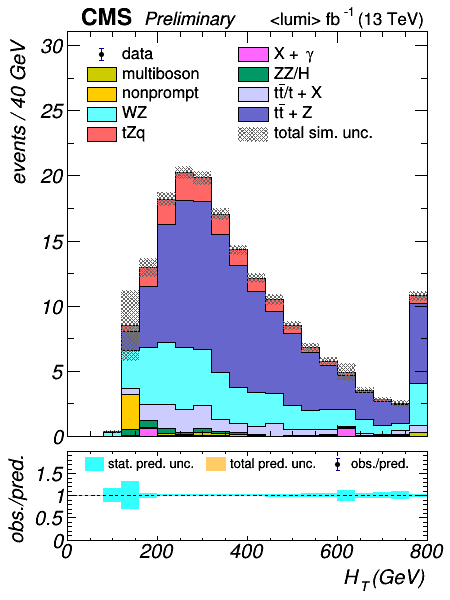 CMS Preliminary <lumi> fb⁻¹ (13 TeV)
events / 40 GeV
30
25
20
15
10
5
0
data
multiboson
nonprompt
WZ
tZq
X + γ
ZZ/H
tt̄/t + X
tt̄ + Z
total sim. unc.
obs./pred.
1.5
1
0.5
0
stat. pred. unc. total pred. unc. obs./pred.
0 200 400 600 800
H_T (GeV)